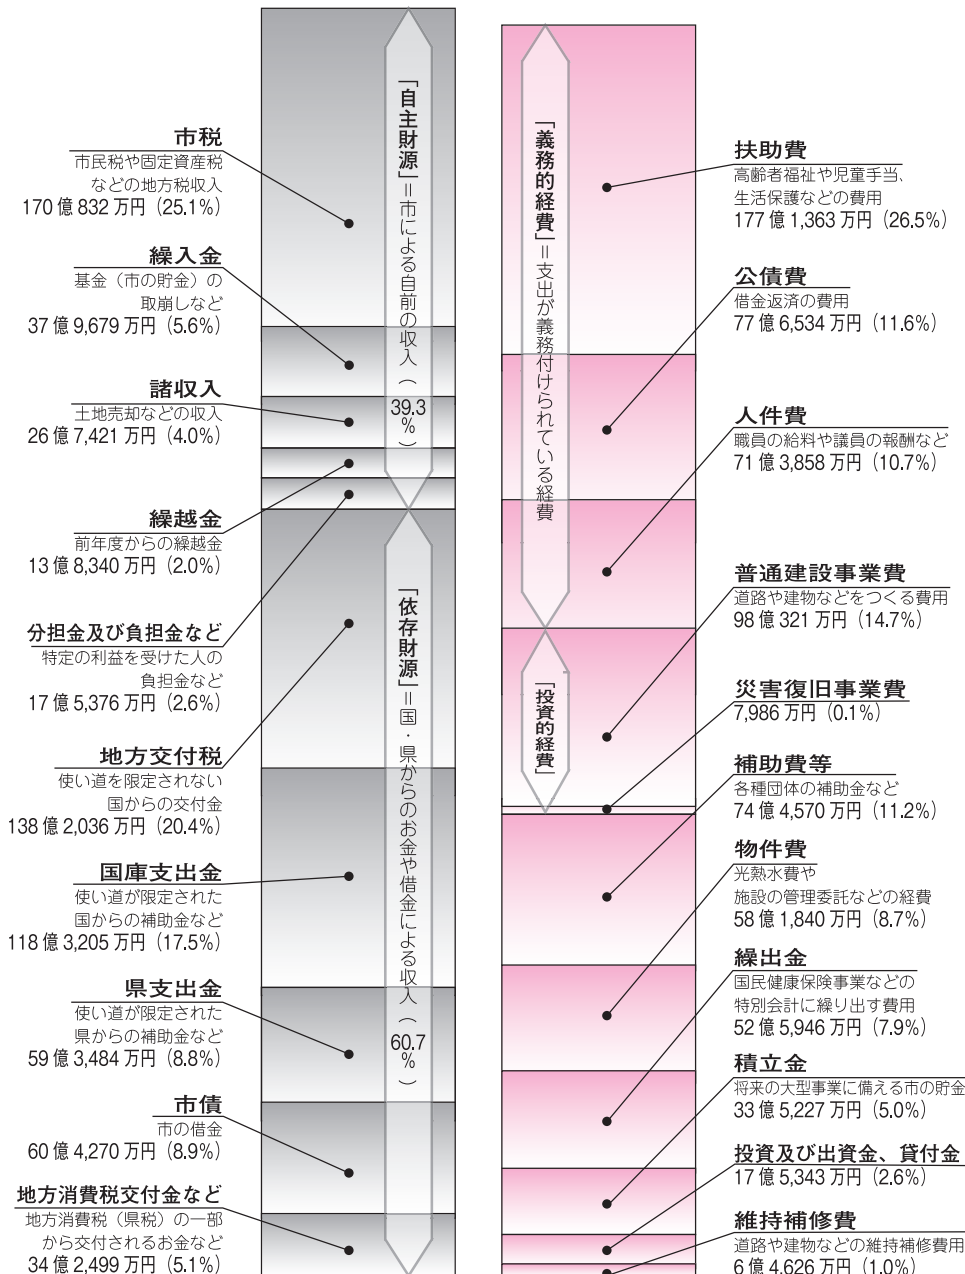 市税
市民税や固定資産税
などの地方税収入
170億832万円（25.1%）
繰入金
基金（市の貯金）の
取崩しなど
37億9,679万円（5.6%）
諸収入
土地売却などの収入
26億7,421万円（4.0%）
繰越金
前年度からの繰越金
13億8,340万円（2.0%）
分担金及び負担金など
特定の利益を受けた人の
負担金など
17億5,376万円（2.6%）
地方交付税
使い道を限定されない
国からの交付金
138億2,036万円（20.4%）
国庫支出金
使い道が限定された
国からの補助金など
118億3,205万円（17.5%）
県支出金
使い道が限定された
県からの補助金など
59億3,484万円（8.8%）
市債
市の借金
60億4,270万円（8.9%）
地方消費税交付金など
地方消費税（県税）の一部
から交付されるお金など
34億2,499万円（5.1%）
「自主財源」＝市による自前の収入（39.3%）
「依存財源」＝国・県からのお金や借金による収入（60.7%）
「義務的経費」＝支出が義務付けられている経費
「投資的経費」
扶助費
高齢者福祉や児童手当、
生活保護などの費用
177億1,363万円（26.5%）
公債費
借金返済の費用
77億6,534万円（11.6%）
人件費
職員の給料や議員の報酬など
71億3,858万円（10.7%）
普通建設事業費
道路や建物などをつくる費用
98億321万円（14.7%）
災害復旧事業費
7,986万円（0.1%）
補助費等
各種団体の補助金など
74億4,570万円（11.2%）
物件費
光熱水費や
施設の管理委託などの経費
58億1,840万円（8.7%）
繰出金
国民健康保険事業などの
特別会計に繰り出す費用
52億5,946万円（7.9%）
積立金
将来の大型事業に備える市の貯金
33億5,227万円（5.0%）
投資及び出資金、貸付金
17億5,343万円（2.6%）
維持補修費
道路や建物などの維持補修費用
6億4,626万円（1.0%）